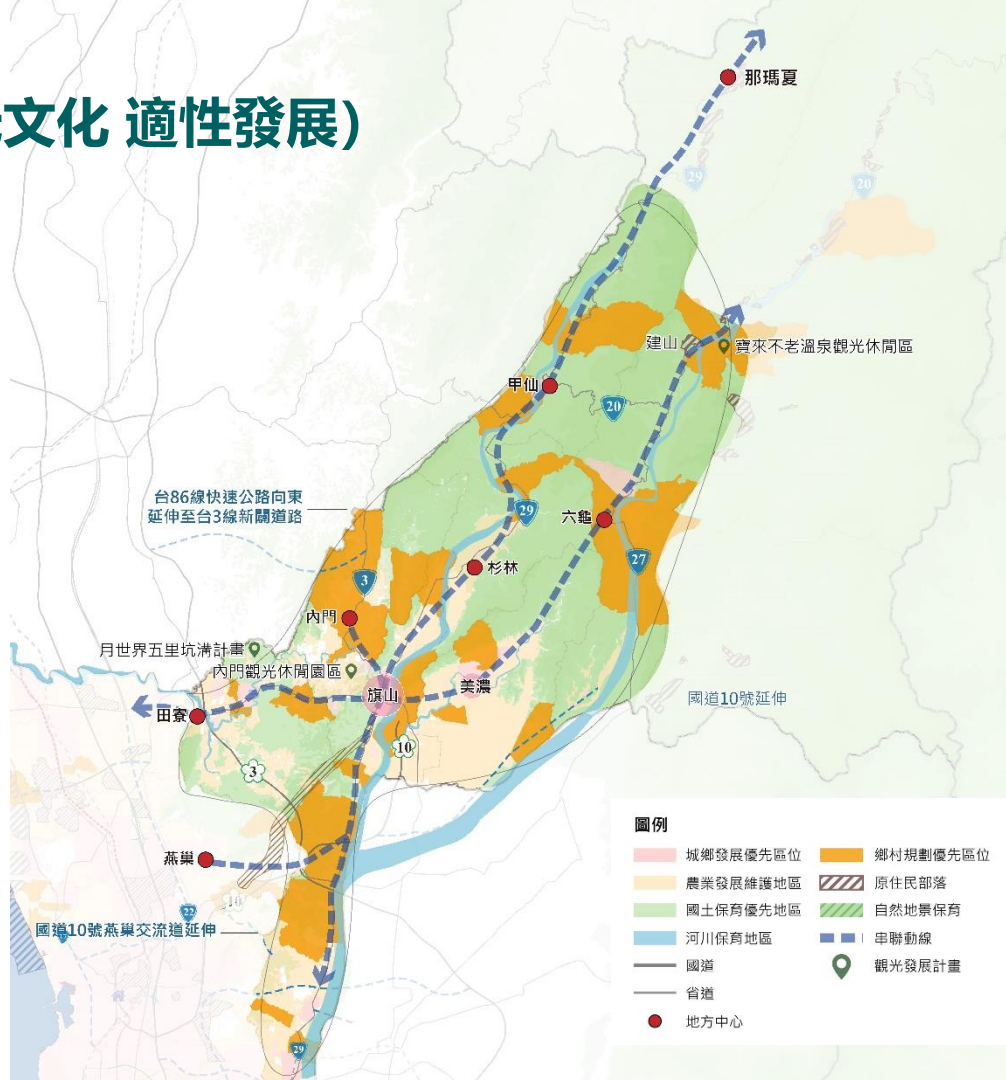 文化 適性發展)
那瑪夏
29
20
建山
寶來不老溫泉觀光休閒區
甲仙
20
台86線快速公路向東
延伸至台3線新闢道路
29
六龜
27
3
杉林
內門
月世界五里坑溝計畫
內門觀光休閒園區
旗山
美濃
國道10號延伸
田寮
10
3
燕巢
10
22
國道10號燕巢交流道延伸
29
圖例
城鄉發展優先區位
鄉村規劃優先區位
農業發展維護地區
原住民部落
國土保育優先地區
自然地景保育
河川保育地區
串聯動線
國道
觀光發展計畫
省道
地方中心